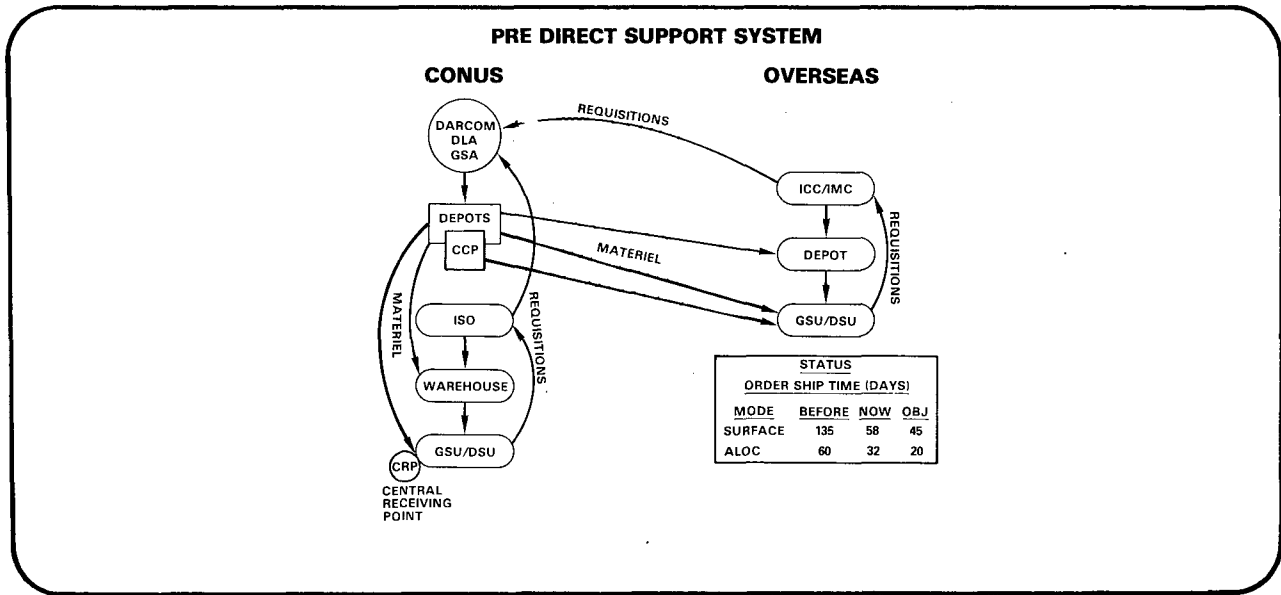 PRE DIRECT SUPPORT SYSTEM
CONUS
OVERSEAS
DARCOM
DLA
GSA
REQUISITIONS
ICC/IMC
DEPOTS
CCP
MATERIEL
DEPOT
REQUISITIONS
GSU/DSU
MATERIEL
ISO
REQUISITIONS
WAREHOUSE
GSU/DSU
CRP
CENTRAL
RECEIVING
POINT
STATUS
ORDER SHIP TIME (DAYS)
MODE BEFORE NOW OBJ
SURFACE 135 58 45
ALOC 60 32 20